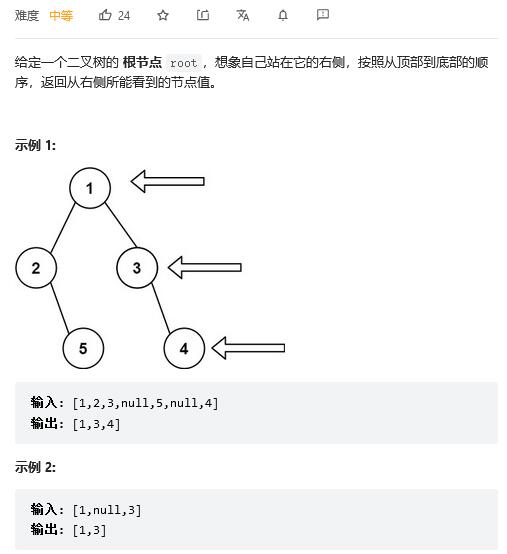 难度 中等 24
给定一个二叉树的 根节点 root，想象自己站在它的右侧，按照从顶部到底部的顺
序，返回从右侧所能看到的节点值。
示例 1:
1
2 3
5 4
输入: [1,2,3,null,5,null,4]
输出: [1,3,4]
示例 2:
输入: [1,null,3]
输出: [1,3]